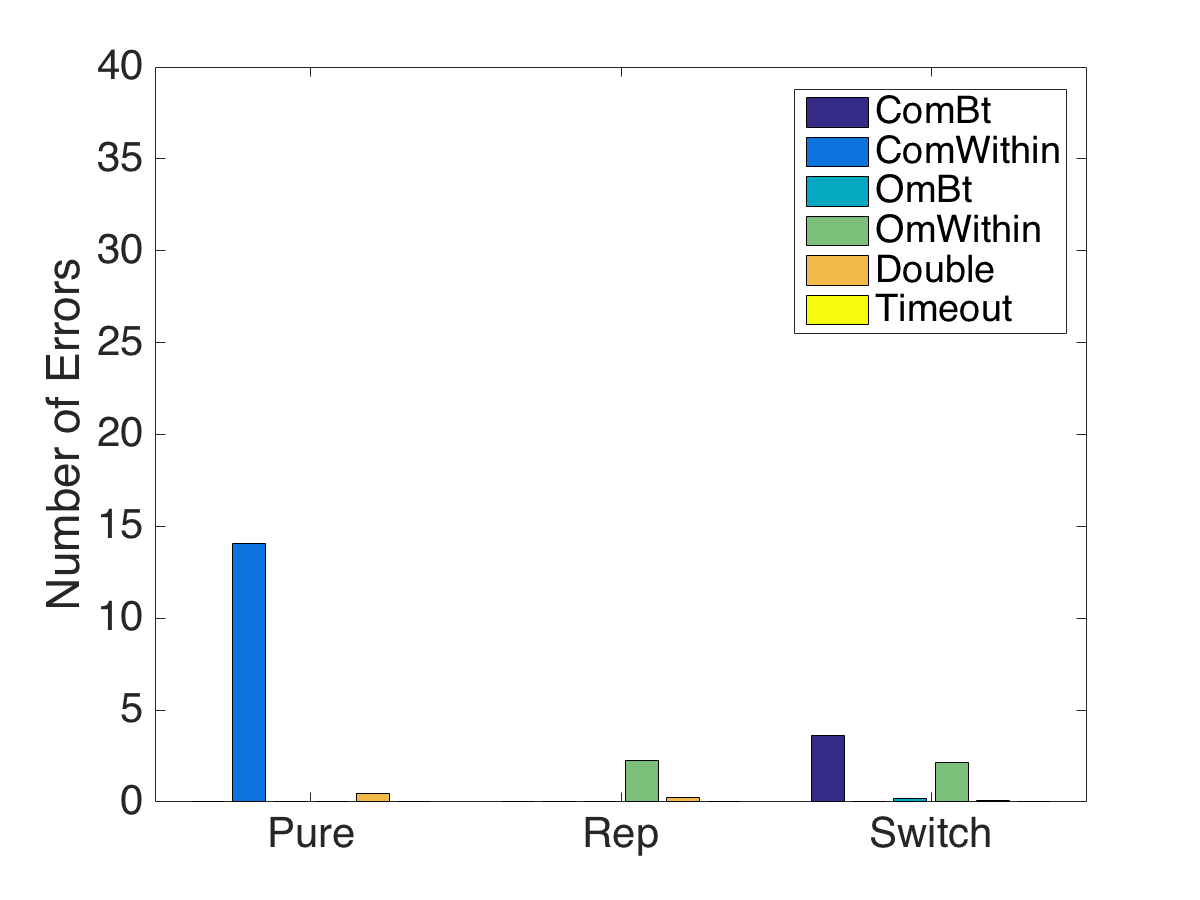 40
35
30
25
20
15
10
5
0
Number of Errors
Pure
Rep
Switch
ComBt
ComWithin
OmBt
OmWithin
Double
Timeout